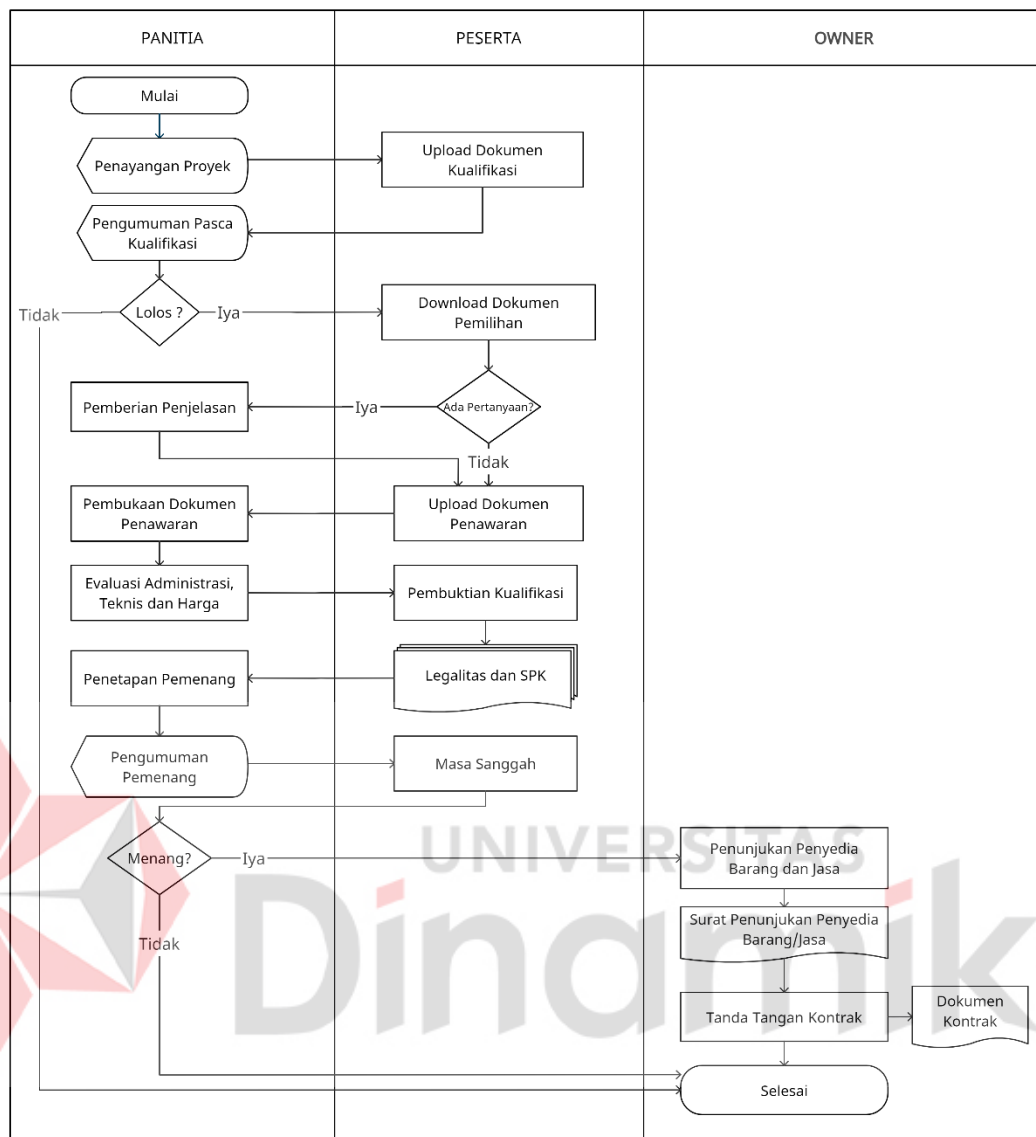 PANITIA
PESERTA
OWNER
Mulai
Penayangan Proyek
Upload Dokumen
Kualifikasi
Pengumuman Pasca
Kualifikasi
Tidak
Lolos ?
Iya
Download Dokumen
Pemilihan
Pemberian Penjelasan
Iya
Ada Pertanyaan?
Tidak
Pembukaan Dokumen
Penawaran
Upload Dokumen
Penawaran
Evaluasi Administrasi,
Teknis dan Harga
Pembuktian Kualifikasi
Penetapan Pemenang
Legalitas dan SPK
Pengumuman
Pemenang
Masa Sanggah
Menang?
Iya
Penunjukan Penyedia
Barang dan Jasa
Tidak
Surat Penunjukan Penyedia
Barang/Jasa
Tanda Tangan Kontrak
Dokumen
Kontrak
Selesai
UNIVERSITAS
Dinamik